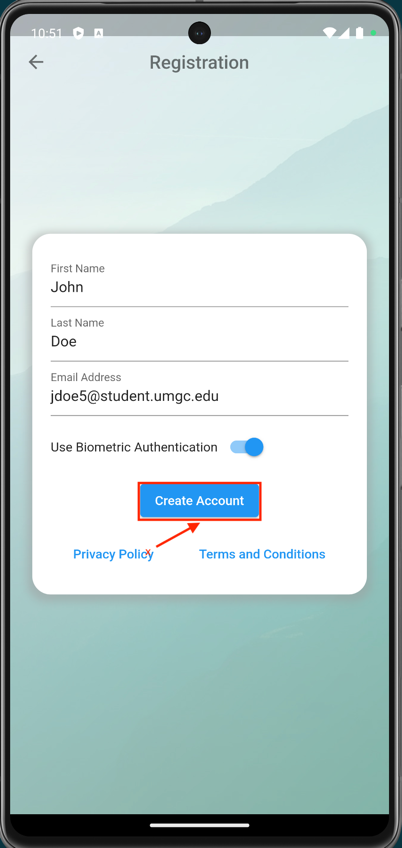 10:51
Registration
First Name
John
Last Name
Doe
Email Address
jdoe5@student.umgc.edu
Use Biometric Authentication
Create Account
Privacy Policy
Terms and Conditions